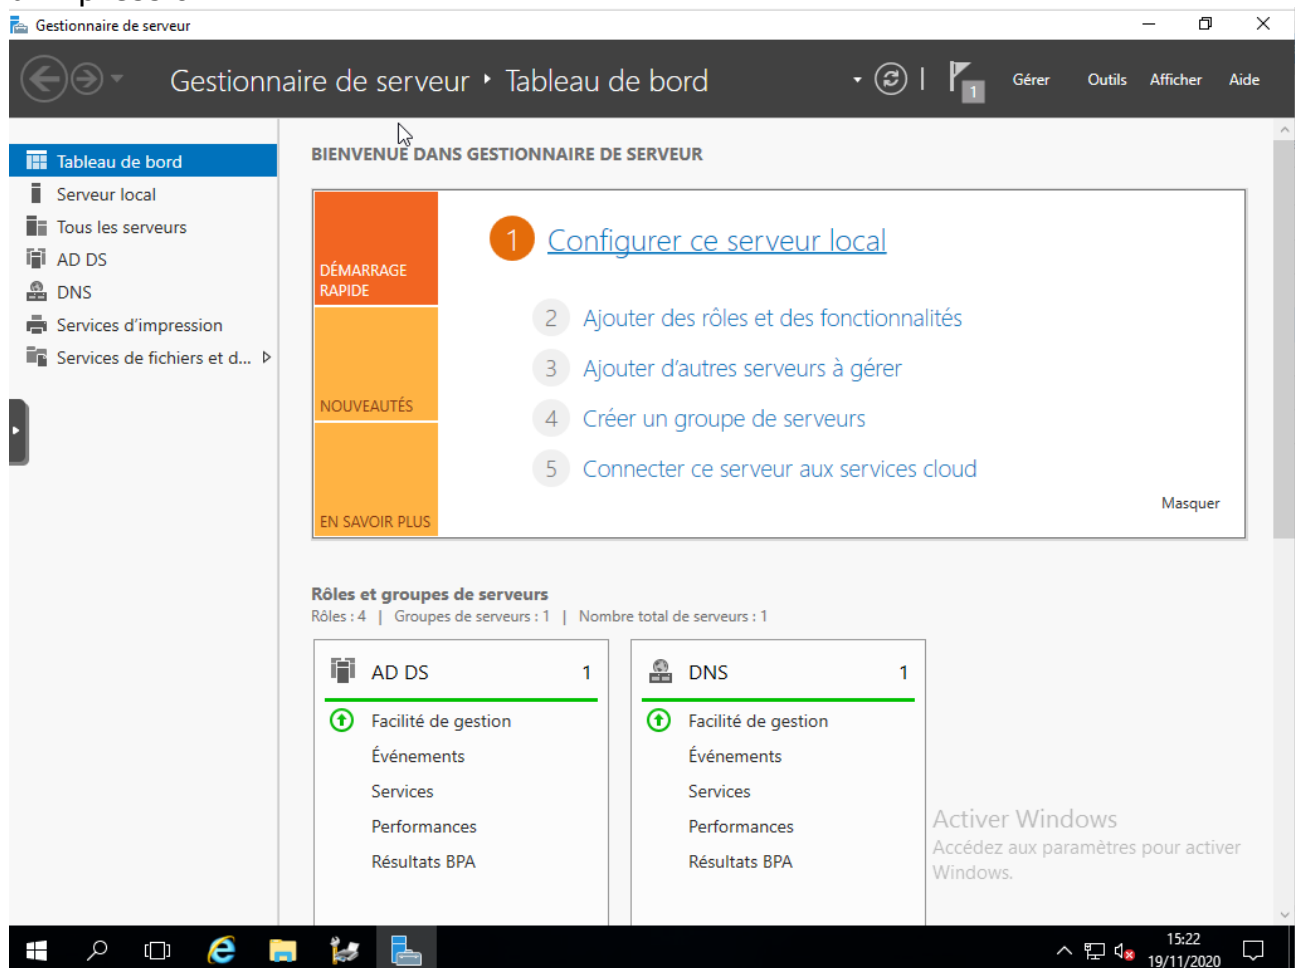 Gestionnaire de serveur
Gestionnaire de serveur • Tableau de bord
1
Gérer
Outils
Afficher
Aide
Tableau de bord
Serveur local
Tous les serveurs
AD DS
DNS
Services d'impression
Services de fichiers et d...
BIENVENUE DANS GESTIONNAIRE DE SERVEUR
DÉMARRAGE
RAPIDE
NOUVEAUTÉS
EN SAVOIR PLUS
1 Configurer ce serveur local
2 Ajouter des rôles et des fonctionnalités
3 Ajouter d'autres serveurs à gérer
4 Créer un groupe de serveurs
5 Connecter ce serveur aux services cloud
Masquer
Rôles et groupes de serveurs
Rôles : 4 | Groupes de serveurs : 1 | Nombre total de serveurs : 1
AD DS 1
Facilité de gestion
Événements
Services
Performances
Résultats BPA
DNS 1
Facilité de gestion
Événements
Services
Performances
Résultats BPA
Activer Windows
Accédez aux paramètres pour activer
Windows.
15:22
19/11/2020